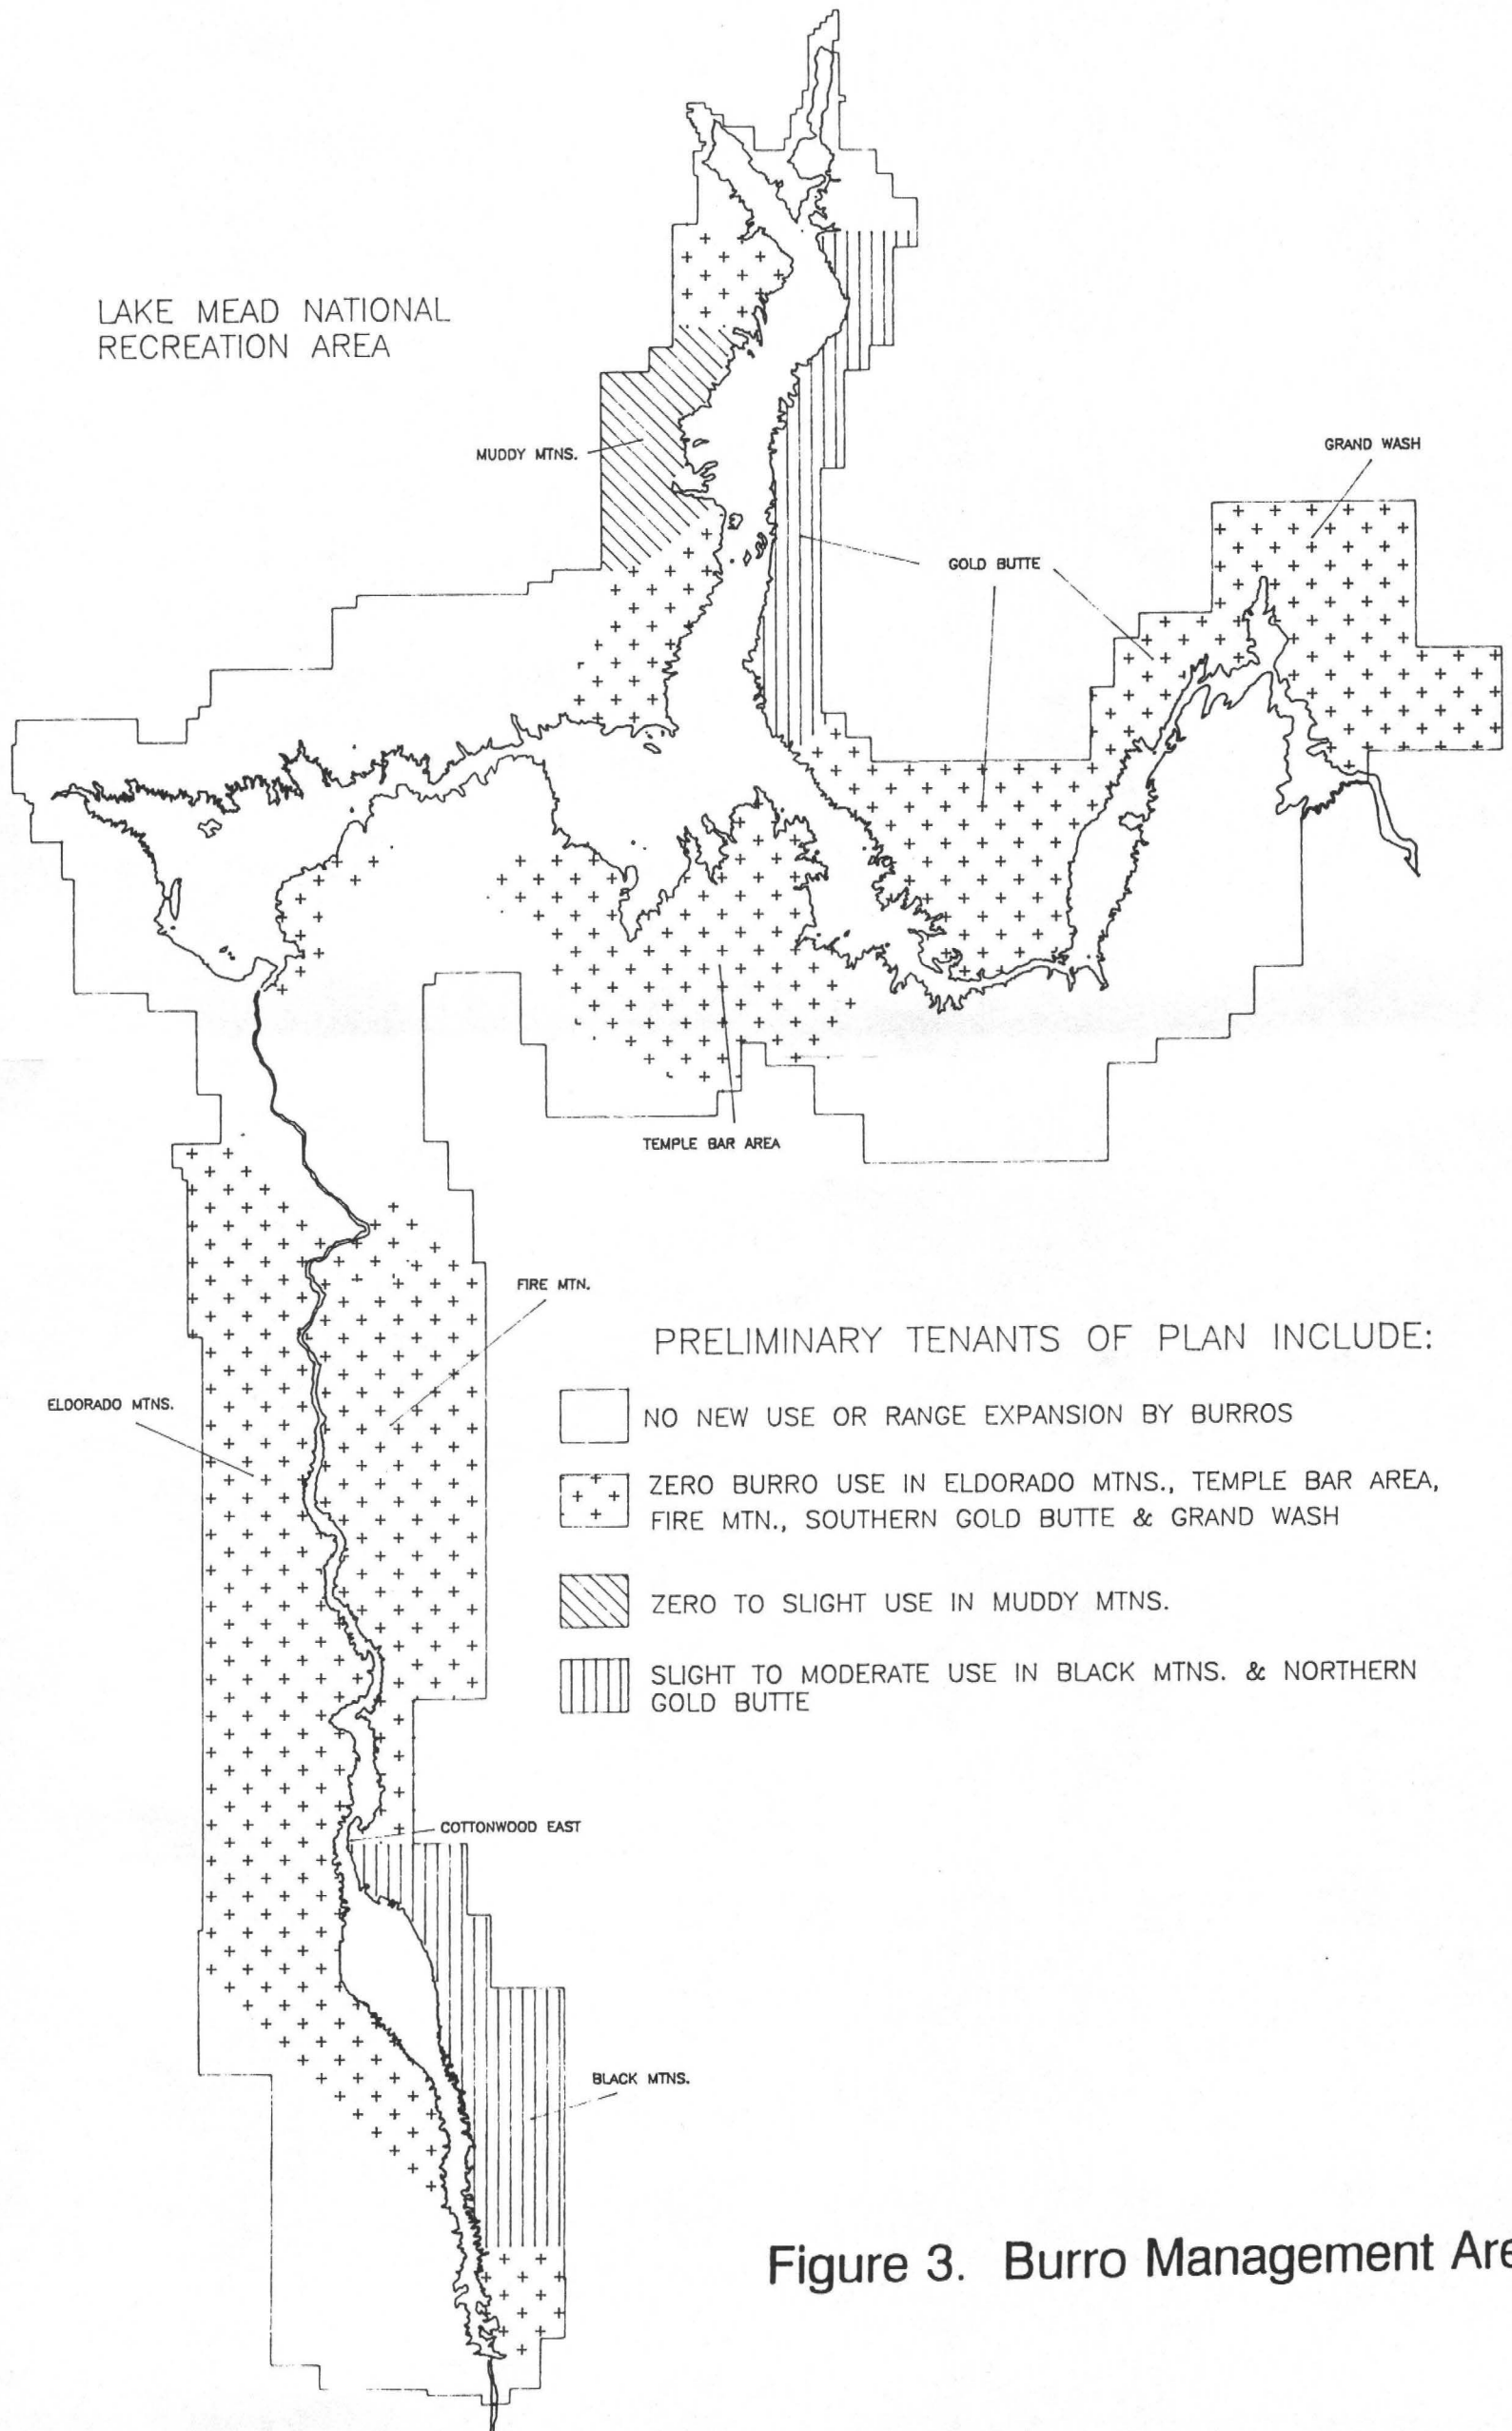 LAKE MEAD NATIONAL
RECREATION AREA
MUDDY MTNS.
GRAND WASH
GOLD BUTTE
TEMPLE BAR AREA
FIRE MTN.
ELDORADO MTNS.
PRELIMINARY TENANTS OF PLAN INCLUDE:
NO NEW USE OR RANGE EXPANSION BY BURROS
ZERO BURRO USE IN ELDORADO MTNS., TEMPLE BAR AREA,
FIRE MTN., SOUTHERN GOLD BUTTE & GRAND WASH
ZERO TO SLIGHT USE IN MUDDY MTNS.
SLIGHT TO MODERATE USE IN BLACK MTNS. & NORTHERN
GOLD BUTTE
COTTONWOOD EAST
BLACK MTNS.
Figure 3. Burro Management Are